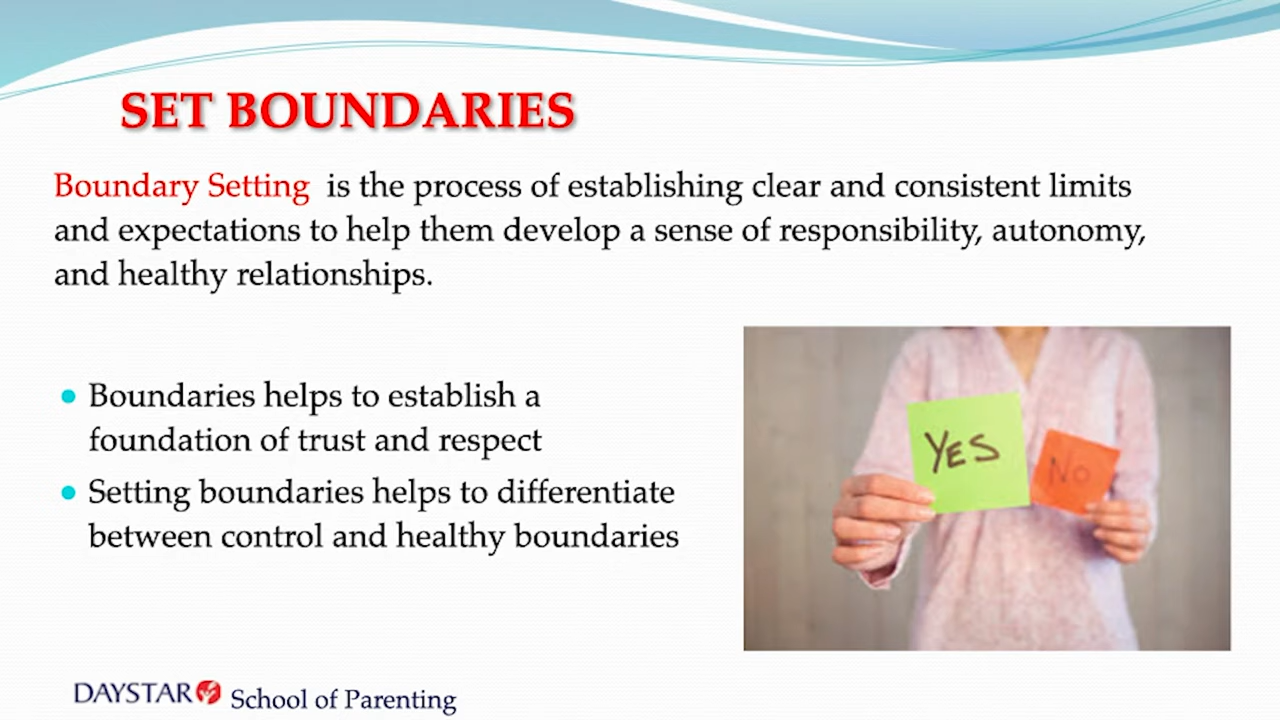 SET BOUNDARIES
Boundary Setting is the process of establishing clear and consistent limits
and expectations to help them develop a sense of responsibility, autonomy,
and healthy relationships.
Boundaries helps to establish a
foundation of trust and respect
Setting boundaries helps to differentiate
between control and healthy boundaries
YES
NO
DAYSTAR School of Parenting